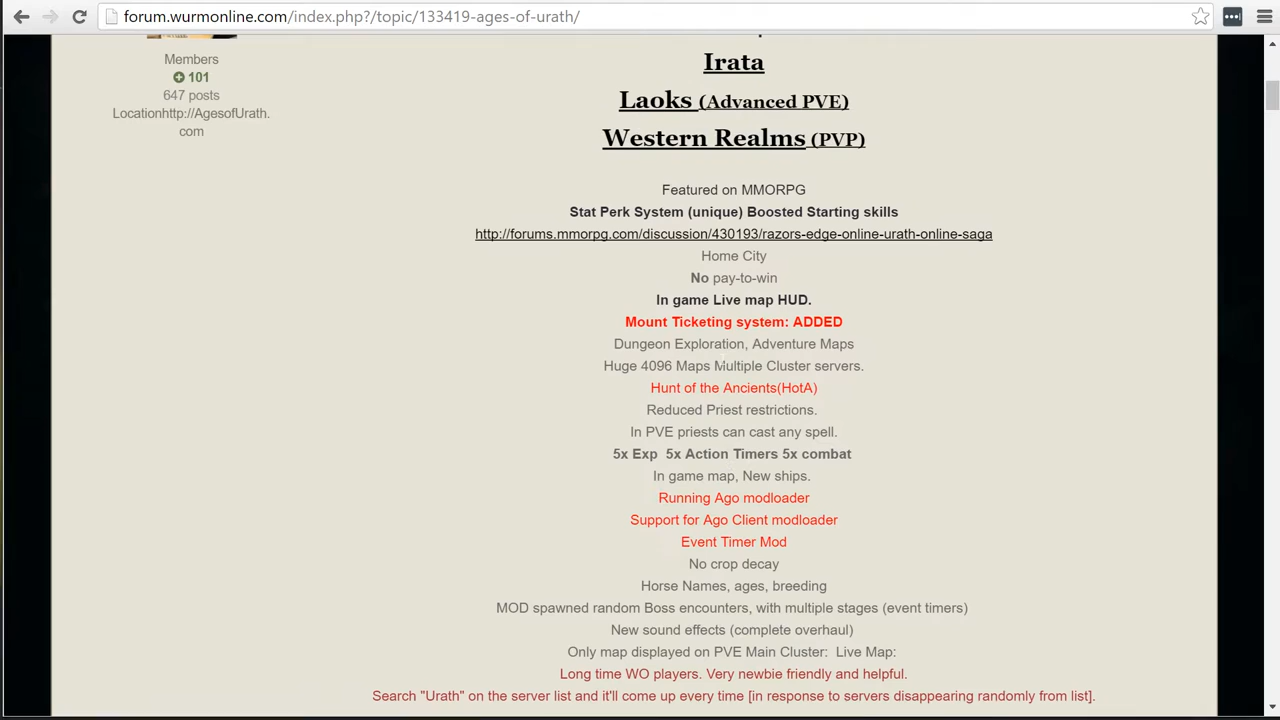 forum.wurmonline.com/index.php?/topic/133419-ages-of-urath/
Members
101
647 posts
Locationhttp://AgesofUrath.
com
Irata
Laoks (Advanced PVE)
Western Realms (PVP)
Featured on MMORPG
Stat Perk System (unique) Boosted Starting skills
http://forums.mmorpg.com/discussion/430193/razors-edge-online-urath-online-saga
Home City
No pay-to-win
In game Live map HUD.
Mount Ticketing system: ADDED
Dungeon Exploration, Adventure Maps
Huge 4096 Maps Multiple Cluster servers.
Hunt of the Ancients(HotA)
Reduced Priest restrictions.
In PVE priests can cast any spell.
5x Exp  5x Action Timers 5x combat
In game map, New ships.
Running Ago modloader
Support for Ago Client modloader
Event Timer Mod
No crop decay
Horse Names, ages, breeding
MOD spawned random Boss encounters, with multiple stages (event timers)
New sound effects (complete overhaul)
Only map displayed on PVE Main Cluster:  Live Map:
Long time WO players. Very newbie friendly and helpful.
Search "Urath" on the server list and it'll come up every time [in response to servers disappearing randomly from list].